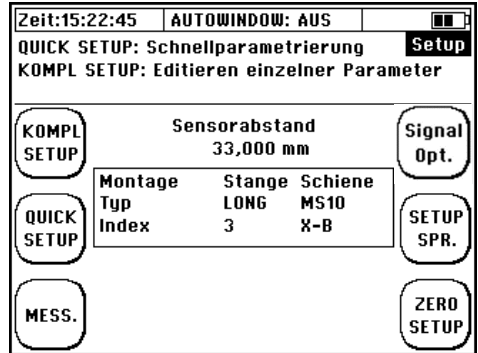 Zeit:15:22:45 AUTOWINDOW: AUS
QUICK SETUP: Schnellparametrierung Setup
KOMPL SETUP: Editieren einzelner Parameter
KOMPL SETUP
Sensorabstand
33,000 mm
Signal Opt.
Montage Stange Schiene
Typ LONG MS10
Index 3 X-B
QUICK SETUP
SETUP SPR.
MESS.
ZERO SETUP